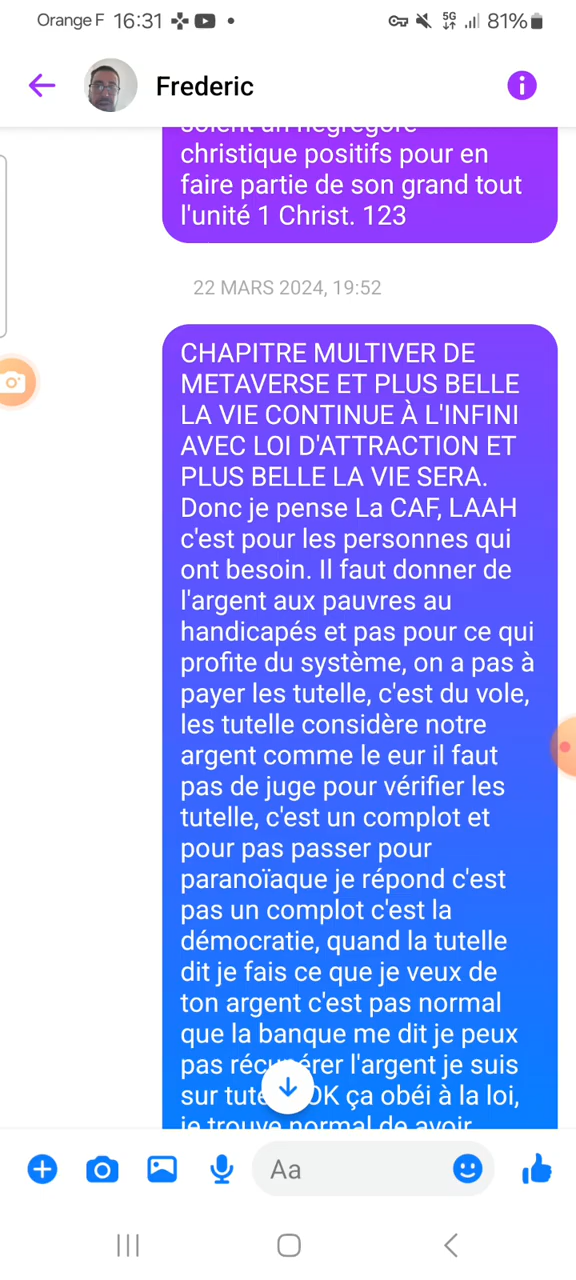 Orange F 16:31 81%
5G
Frederic
christique positifs pour en
faire partie de son grand tout
l'unité 1 Christ. 123
22 MARS 2024, 19:52
CHAPITRE MULTIVER DE
METAVERSE ET PLUS BELLE
LA VIE CONTINUE À L'INFINI
AVEC LOI D'ATTRACTION ET
PLUS BELLE LA VIE SERA.
Donc je pense La CAF, LAAH
c'est pour les personnes qui
ont besoin. Il faut donner de
l'argent aux pauvres au
handicapés et pas pour ce qui
profite du système, on a pas à
payer les tutelle, c'est du vole,
les tutelle considère notre
argent comme le eur il faut
pas de juge pour vérifier les
tutelle, c'est un complot et
pour pas passer pour
paranoïaque je répond c'est
pas un complot c'est la
démocratie, quand la tutelle
dit je fais ce que je veux de
ton argent c'est pas normal
que la banque me dit je peux
pas récupérer l'argent je suis
sur OK ça obéi à la loi,
je trouve normal de avoir
Aa